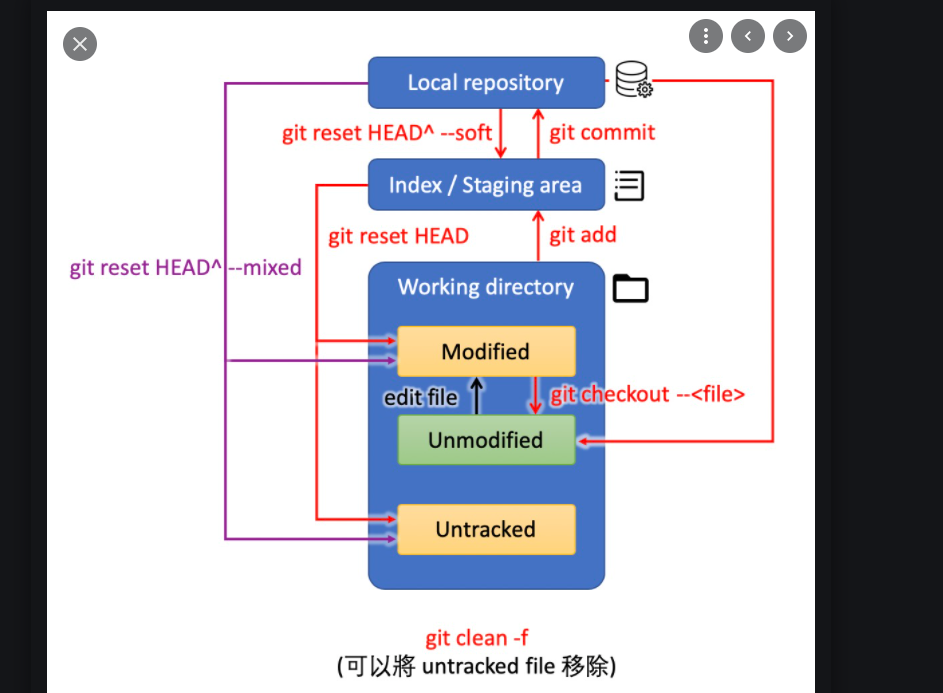 Local repository
git reset HEAD^ --soft
git commit
Index / Staging area
git reset HEAD
git add
git reset HEAD^ --mixed
Working directory
Modified
edit file
git checkout --<file>
Unmodified
Untracked
git clean -f
(可以將 untracked file 移除)